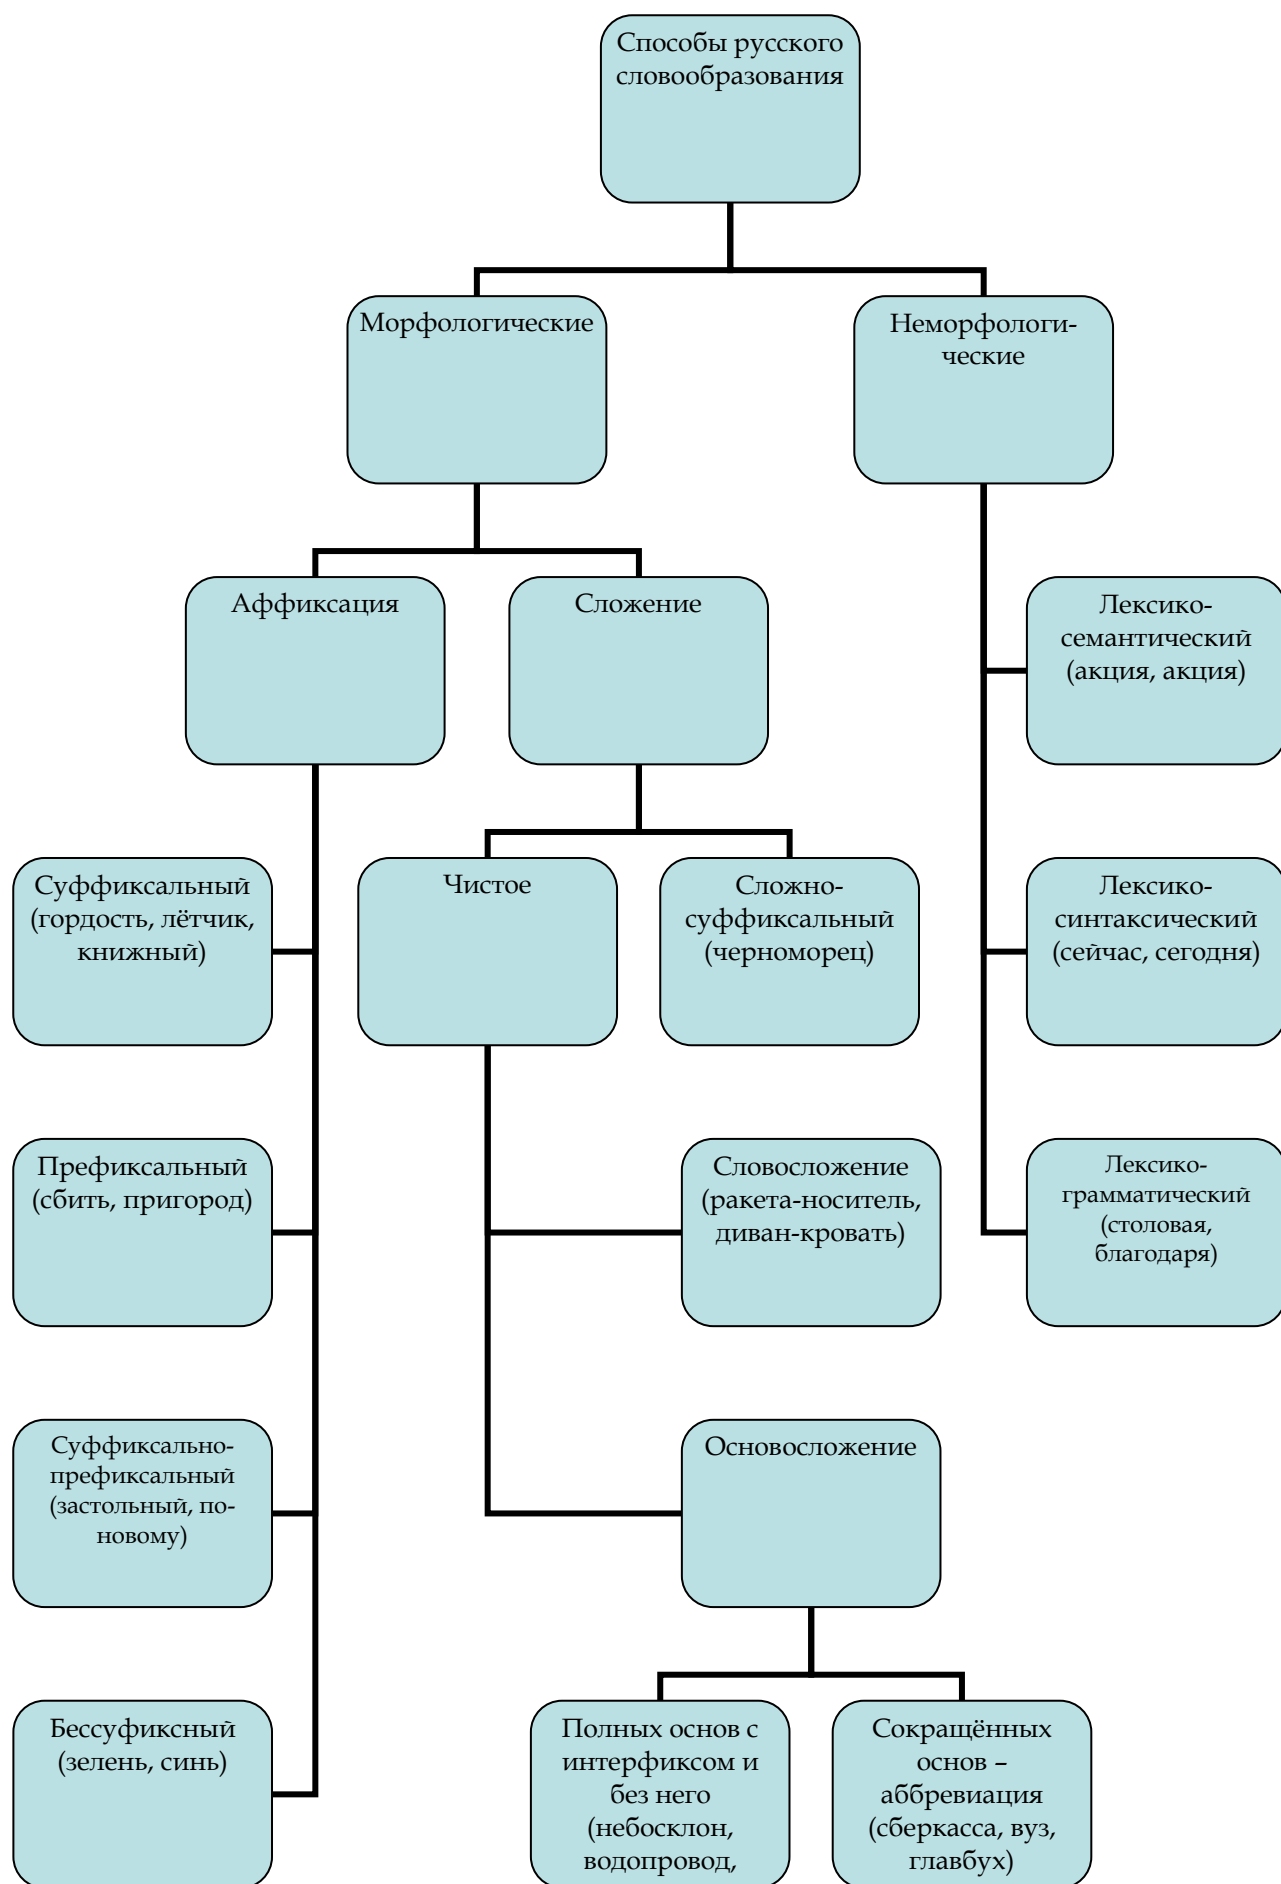 Способы русского
словообразования
Морфологические
Неморфологи-
ческие
Аффиксация
Сложение
Лексико-
семантический
(акция, акция)
Суффиксальный
(гордость, лётчик,
книжный)
Чистое
Сложно-
суффиксальный
(черноморец)
Лексико-
синтаксический
(сейчас, сегодня)
Префиксальный
(сбить, пригород)
Словосложение
(ракета-носитель,
диван-кровать)
Лексико-
грамматический
(столовая,
благодаря)
Суффиксально-
префиксальный
(застольный, по-
новому)
Основосложение
Бессуфиксный
(зелень, синь)
Полных основ с
интерфиксом и
без него
(небосклон,
водопровод,
Сокращённых
основ –
аббревиация
(сберкасса, вуз,
главбух)